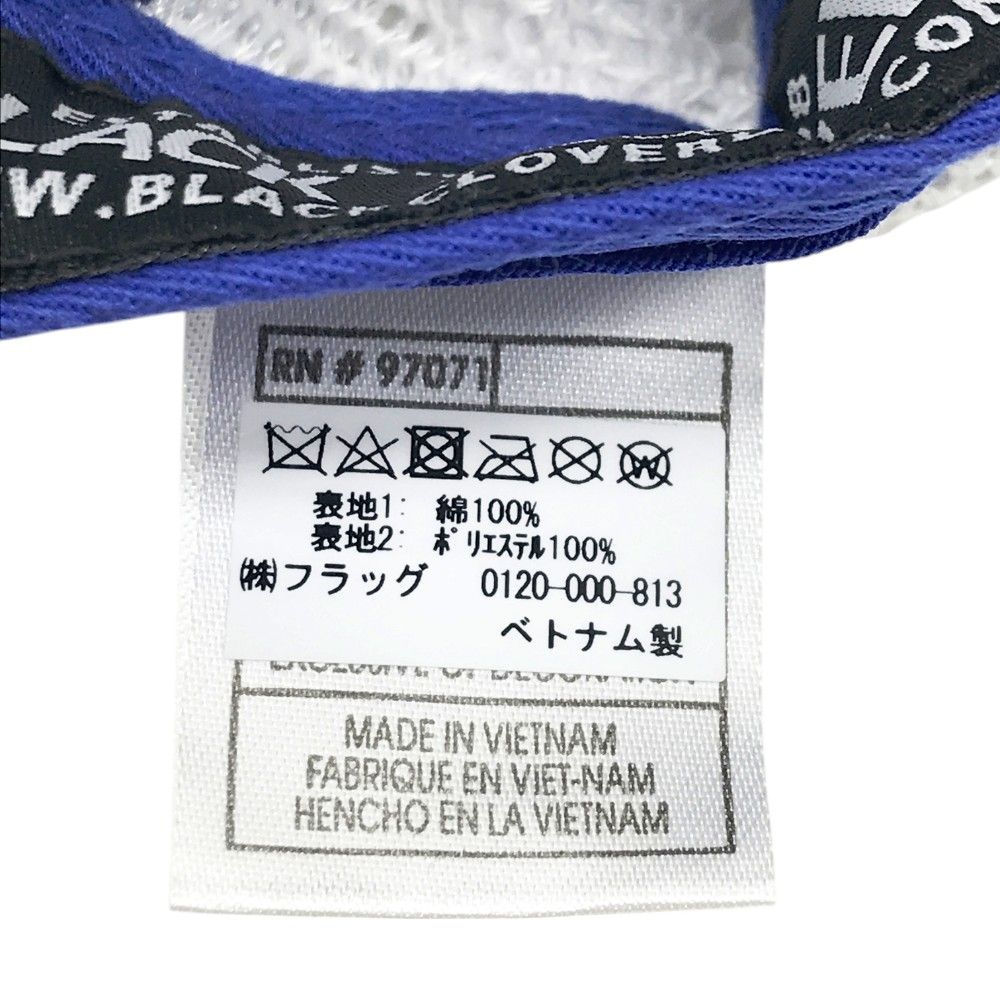 LACK
W.BLACK CLOVER
RN # 97071
W
表地1: 綿100%
表地2: ポリエステル100%
㈱フラッグ 0120-000-813
ベトナム製
MADE IN VIETNAM
FABRIQUE EN VIET-NAM
HENCHO EN LA VIETNAM